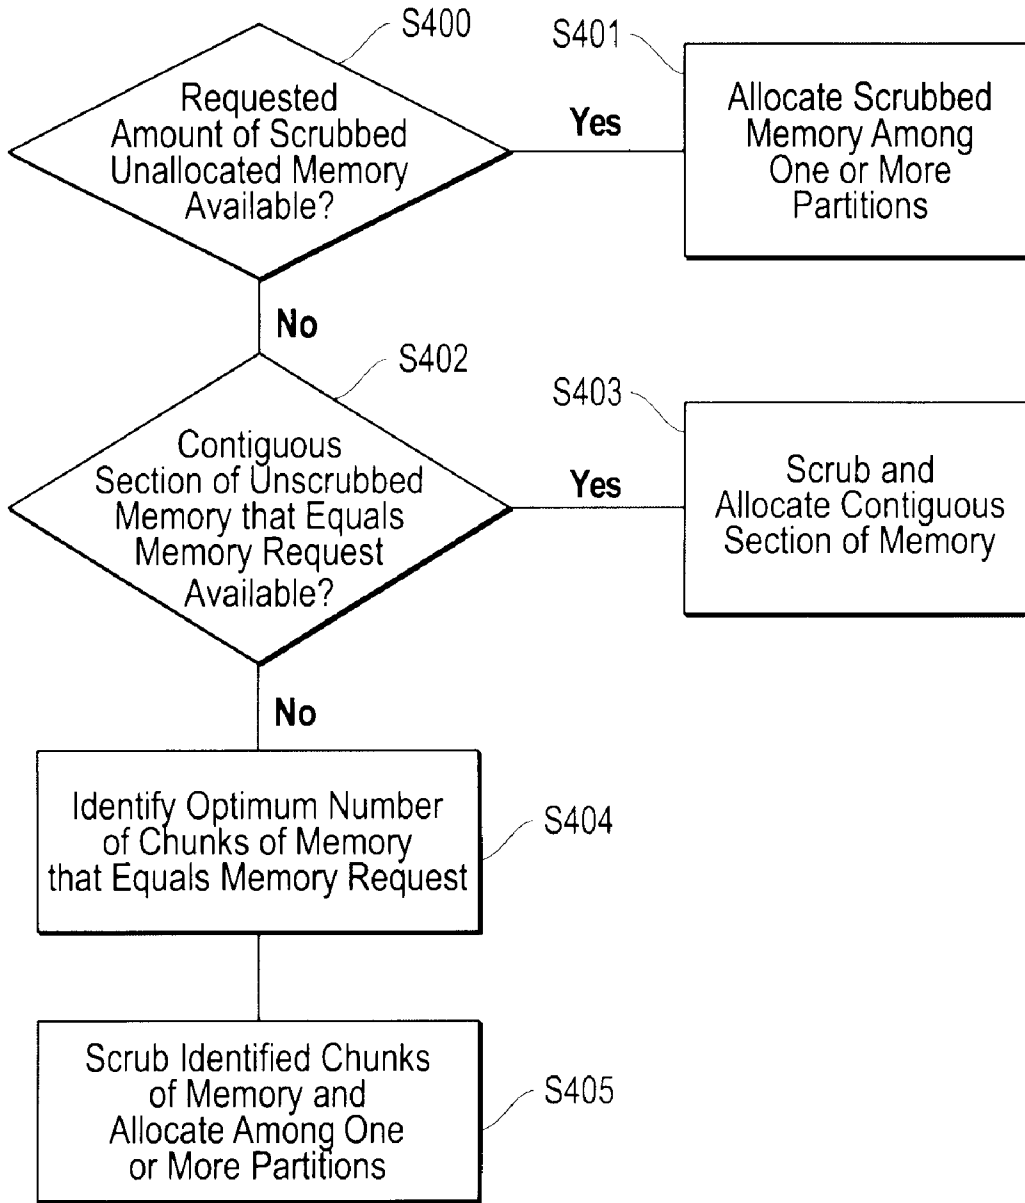 S400
Requested
Amount of Scrubbed
Unallocated Memory
Available?
Yes
S401
Allocate Scrubbed
Memory Among
One or More
Partitions
No
S402
Contiguous
Section of Unscrubbed
Memory that Equals
Memory Request
Available?
Yes
S403
Scrub and
Allocate Contiguous
Section of Memory
No
Identify Optimum Number
of Chunks of Memory
that Equals Memory Request
S404
Scrub Identified Chunks
of Memory and
Allocate Among One
or More Partitions
S405